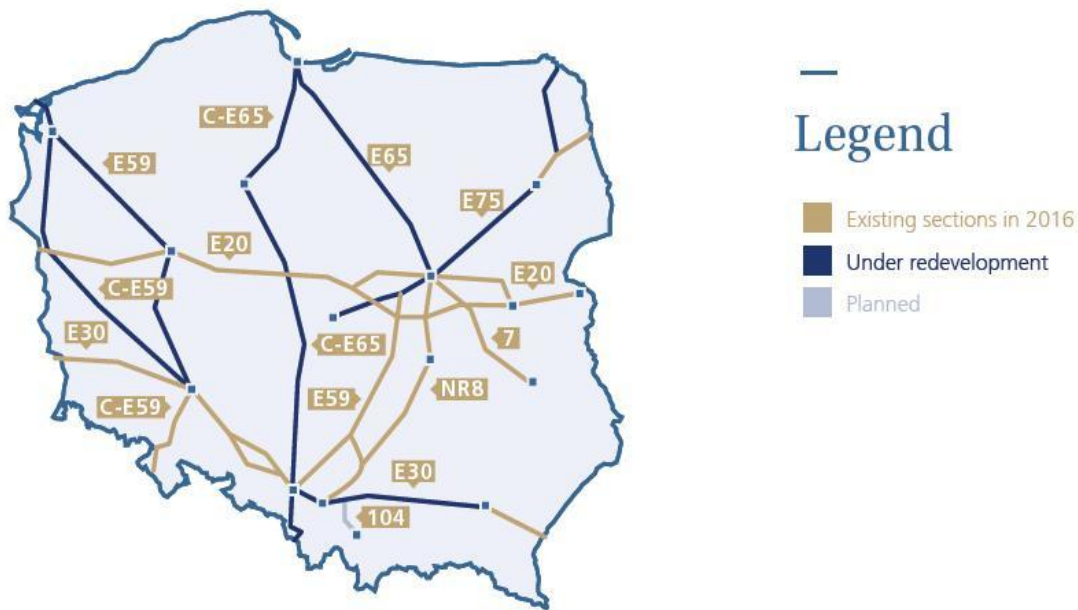 C-E65
E59
E65
E75
E20
E20
C-E59
E30
C-E65
7
E59
NR8
C-E59
E30
104
Legend
Existing sections in 2016
Under redevelopment
Planned